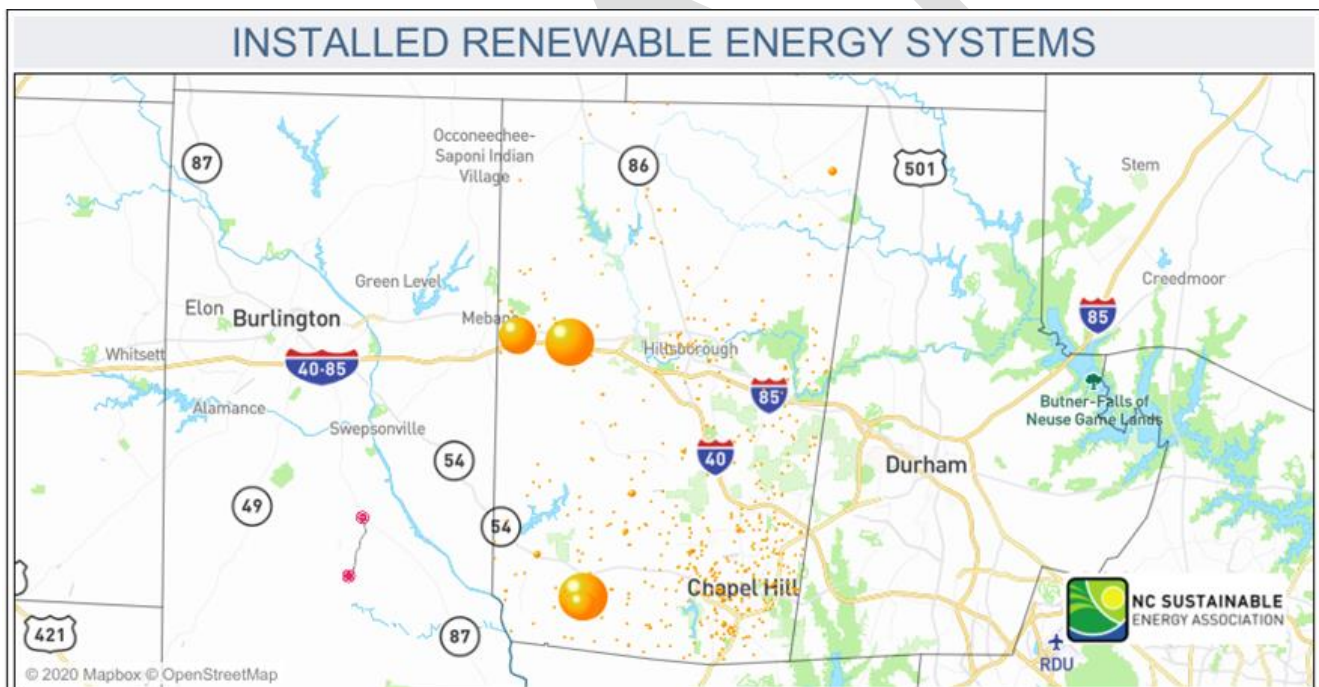 INSTALLED RENEWABLE ENERGY SYSTEMS
Occoneechee-
Saponi Indian
Village
87
86
501
Stem
Green Level
Creedmoor
Elon
Burlington
85
Whitsett
Hillsborough
40-85
85
Butner-Falls of
Neuse Game Lands
Alamance
Swepsonville
40
54
Durham
49
54
Chapel Hill
NC SUSTAINABLE
ENERGY ASSOCIATION
421
87
RDU
© 2020 Mapbox © OpenStreetMap